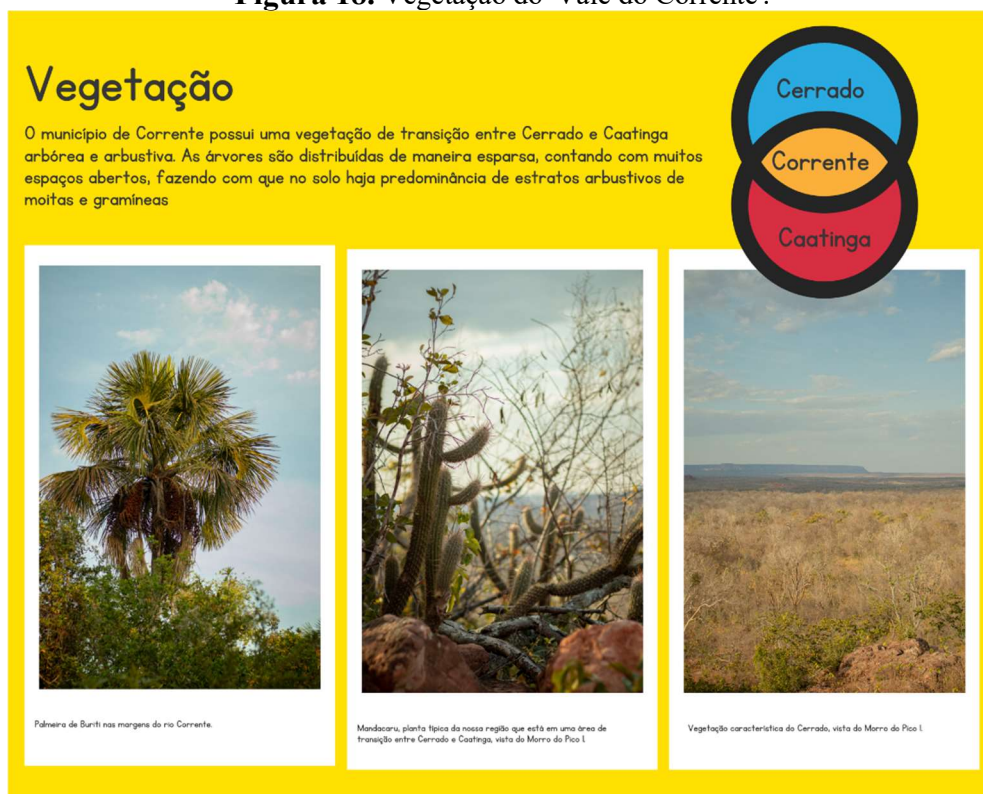 Figura 18: Vegetação do 'Vale do Corrente'.
Vegetação
O município de Corrente possui uma vegetação de transição entre Cerrado e Caatinga
arbórea e arbustiva. As árvores são distribuídas de maneira esparsa, contando com muitos
espaços abertos, fazendo com que no solo haja predominância de estratos arbustivos de
moitas e gramíneas
Cerrado
Corrente
Caatinga
Palmeira de Buriti nas margens do rio Corrente.
Mandacaru, planta típica da nossa região que está em uma área de
transição entre Cerrado e Caatinga, vista do Morro do Pico 1.
Vegetação característica do Cerrado, vista do Morro do Pico 1.